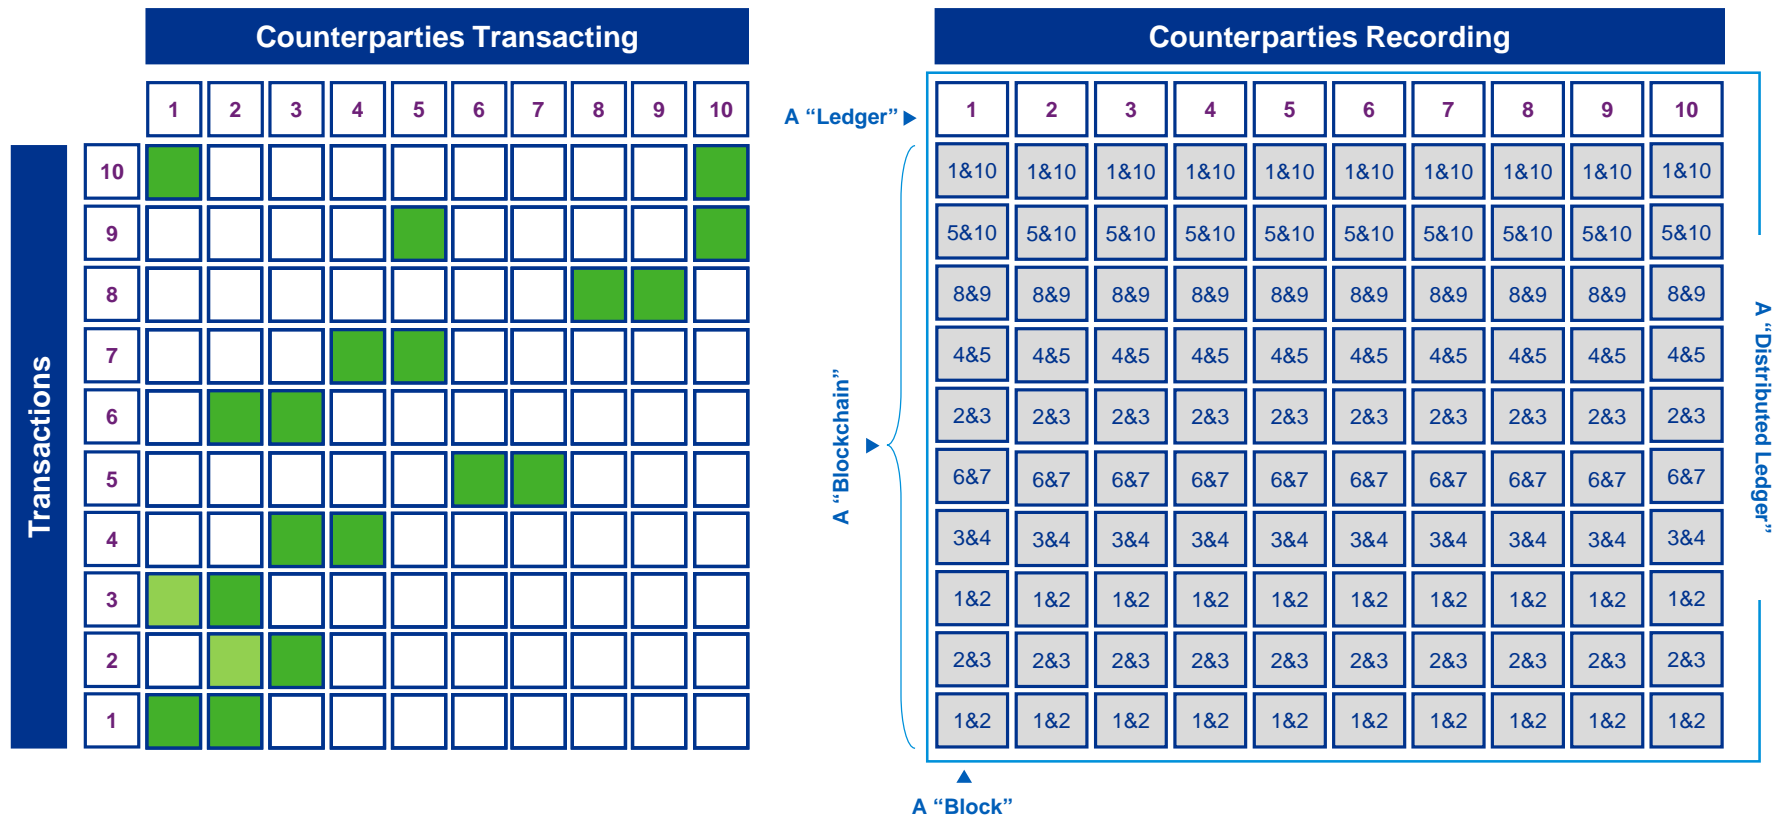 Counterparties Transacting
Counterparties Recording
1 2 3 4 5 6 7 8 9 10
A “Ledger”
1 2 3 4 5 6 7 8 9 10
Transactions
10
9
8
7
6
5
4
3
2
1
A “Blockchain”
1&10 1&10 1&10 1&10 1&10 1&10 1&10 1&10 1&10 1&10
5&10 5&10 5&10 5&10 5&10 5&10 5&10 5&10 5&10 5&10
8&9 8&9 8&9 8&9 8&9 8&9 8&9 8&9 8&9 8&9
4&5 4&5 4&5 4&5 4&5 4&5 4&5 4&5 4&5 4&5
2&3 2&3 2&3 2&3 2&3 2&3 2&3 2&3 2&3 2&3
6&7 6&7 6&7 6&7 6&7 6&7 6&7 6&7 6&7 6&7
3&4 3&4 3&4 3&4 3&4 3&4 3&4 3&4 3&4 3&4
1&2 1&2 1&2 1&2 1&2 1&2 1&2 1&2 1&2 1&2
2&3 2&3 2&3 2&3 2&3 2&3 2&3 2&3 2&3 2&3
1&2 1&2 1&2 1&2 1&2 1&2 1&2 1&2 1&2 1&2
A “Distributed Ledger”
A “Block”